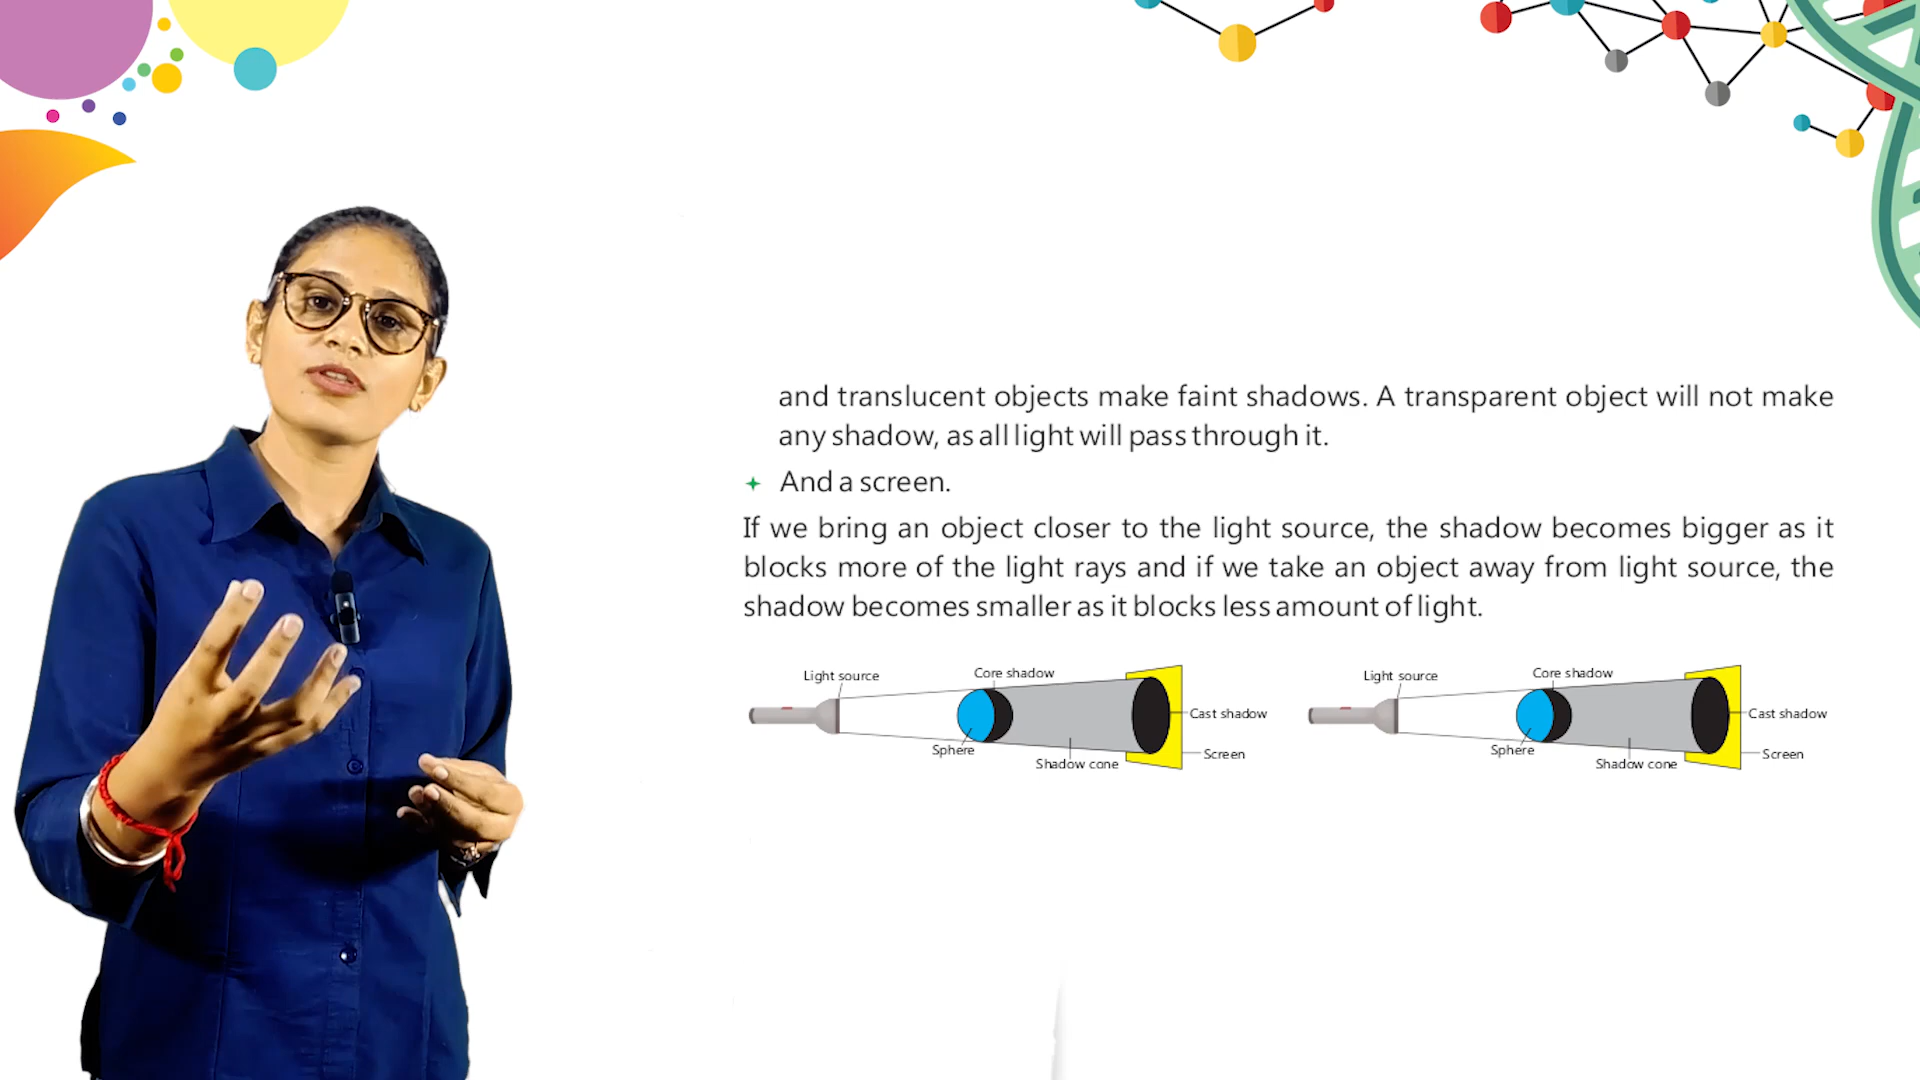 and translucent objects make faint shadows. A transparent object will not make
any shadow, as all light will pass through it.
And a screen.
If we bring an object closer to the light source, the shadow becomes bigger as it
blocks more of the light rays and if we take an object away from light source, the
shadow becomes smaller as it blocks less amount of light.
Light source
Core shadow
Cast shadow
Sphere
Screen
Shadow cone
Light source
Core shadow
Cast shadow
Sphere
Screen
Shadow cone